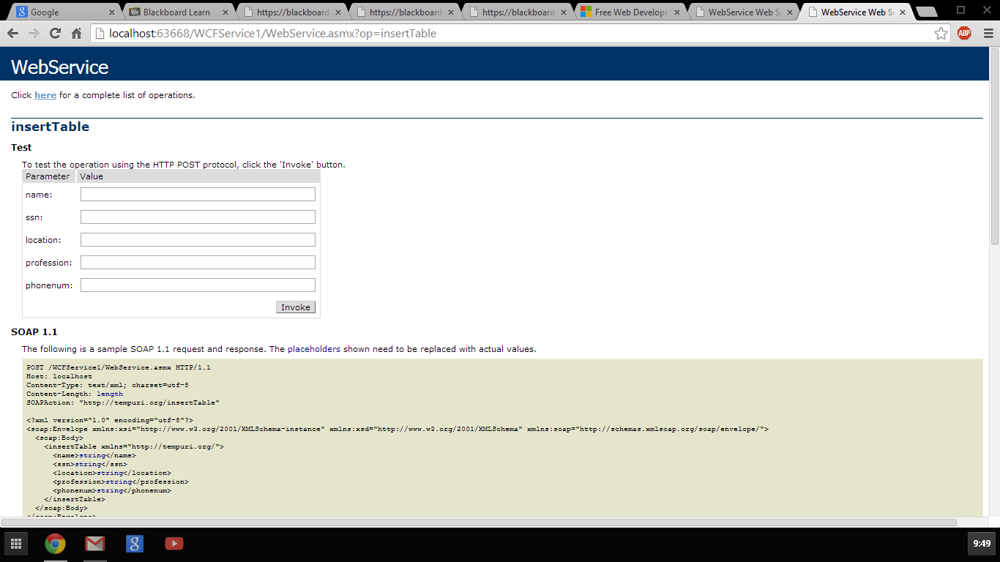 Google
Blackboard Learn
https://blackboard
https://blackboard
https://blackboard
Free Web Developm
WebService Web S
WebService Web S
localhost:63668/WCFService1/WebService.asmx?op=insertTable
ABP
WebService
Click here for a complete list of operations.
insertTable
Test
To test the operation using the HTTP POST protocol, click the 'Invoke' button.
Parameter Value
name:
ssn:
location:
profession:
phonenum:
Invoke
SOAP 1.1
The following is a sample SOAP 1.1 request and response. The placeholders shown need to be replaced with actual values.
POST /WCFService1/WebService.asmx HTTP/1.1
Host: localhost
Content-Type: text/xml; charset=utf-8
Content-Length: length
SOAPAction: "http://tempuri.org/insertTable"
<?xml version="1.0" encoding="utf-8"?>
<soap:Envelope xmlns:xsi="http://www.w3.org/2001/XMLSchema-instance" xmlns:xsd="http://www.w3.org/2001/XMLSchema" xmlns:soap="http://schemas.xmlsoap.org/soap/envelope/">
<soap:Body>
<insertTable xmlns="http://tempuri.org/">
<name>string</name>
<ssn>string</ssn>
<location>string</location>
<profession>string</profession>
<phonenum>string</phonenum>
</insertTable>
</soap:Body>
</soap:Envelope>
9:49